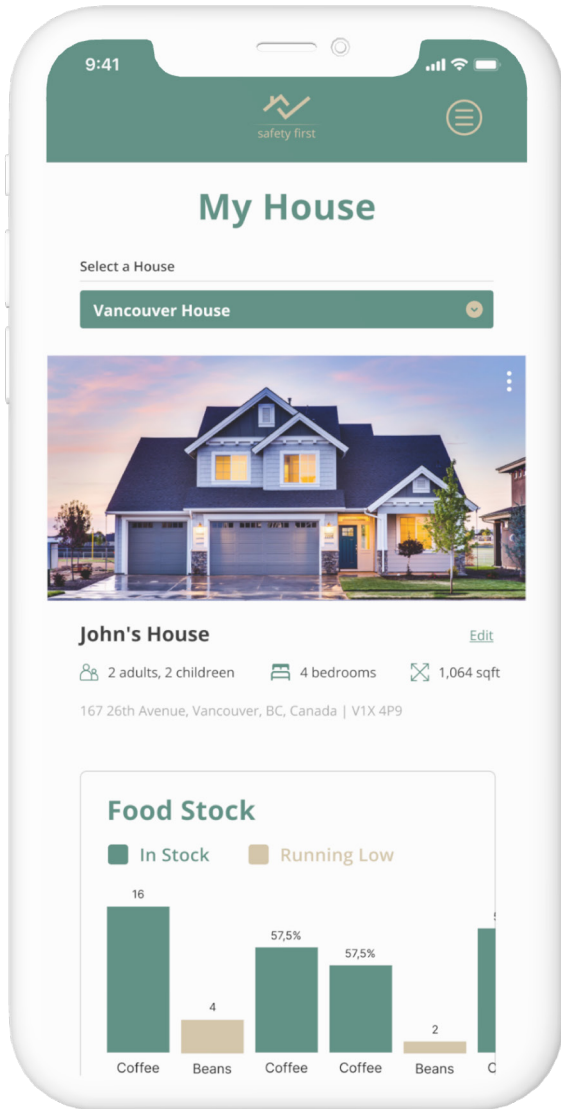 9:41
safety first
My House
Select a House
Vancouver House
John's House
Edit
2 adults, 2 childreen 4 bedrooms 1,064 sqft
167 26th Avenue, Vancouver, BC, Canada | V1X 4P9
Food Stock
In Stock Running Low
16
57,5%
57,5%
4
2
Coffee Beans Coffee Coffee Beans